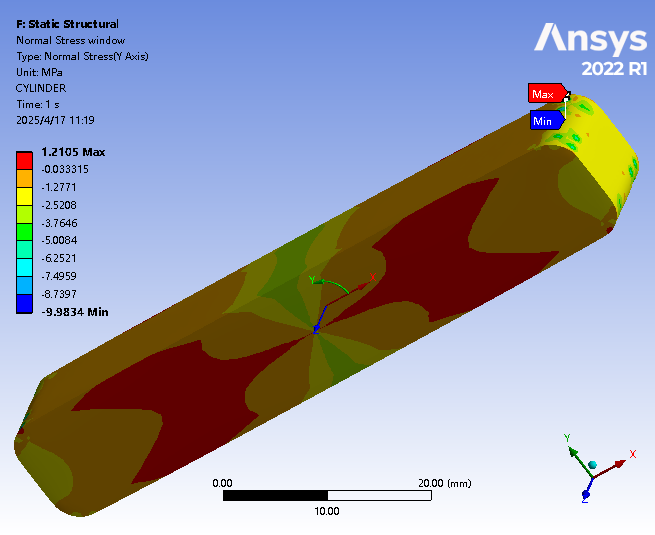 F: Static Structural
Normal Stress window
Type: Normal Stress(Y Axis)
Unit: MPa
CYLINDER
Time: 1 s
2025/4/17 11:19
Ansys
2022 R1
Max
Min
1.2105 Max
-0.033315
-1.2771
-2.5208
-3.7646
-5.0084
-6.2521
-7.4959
-8.7397
-9.9834 Min
Y
X
Y
X
Z
0.00
20.00 (mm)
10.00